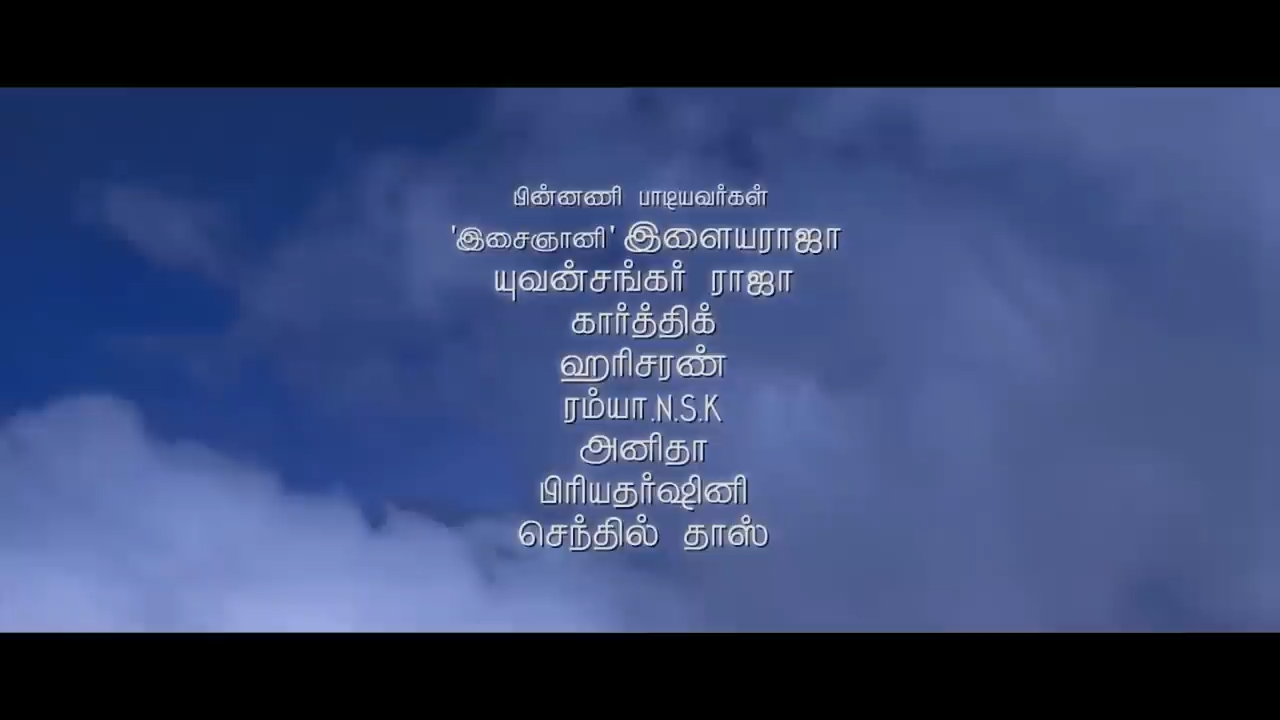 பின்னணி பாடியவர்கள்
'இசைஞானி' இளையராஜா
யுவன்சங்கர் ராஜா
கார்த்திக்
ஹரிசரண்
ரம்யா.N.S.K
அனிதா
பிரியதர்ஷினி
செந்தில் தாஸ்